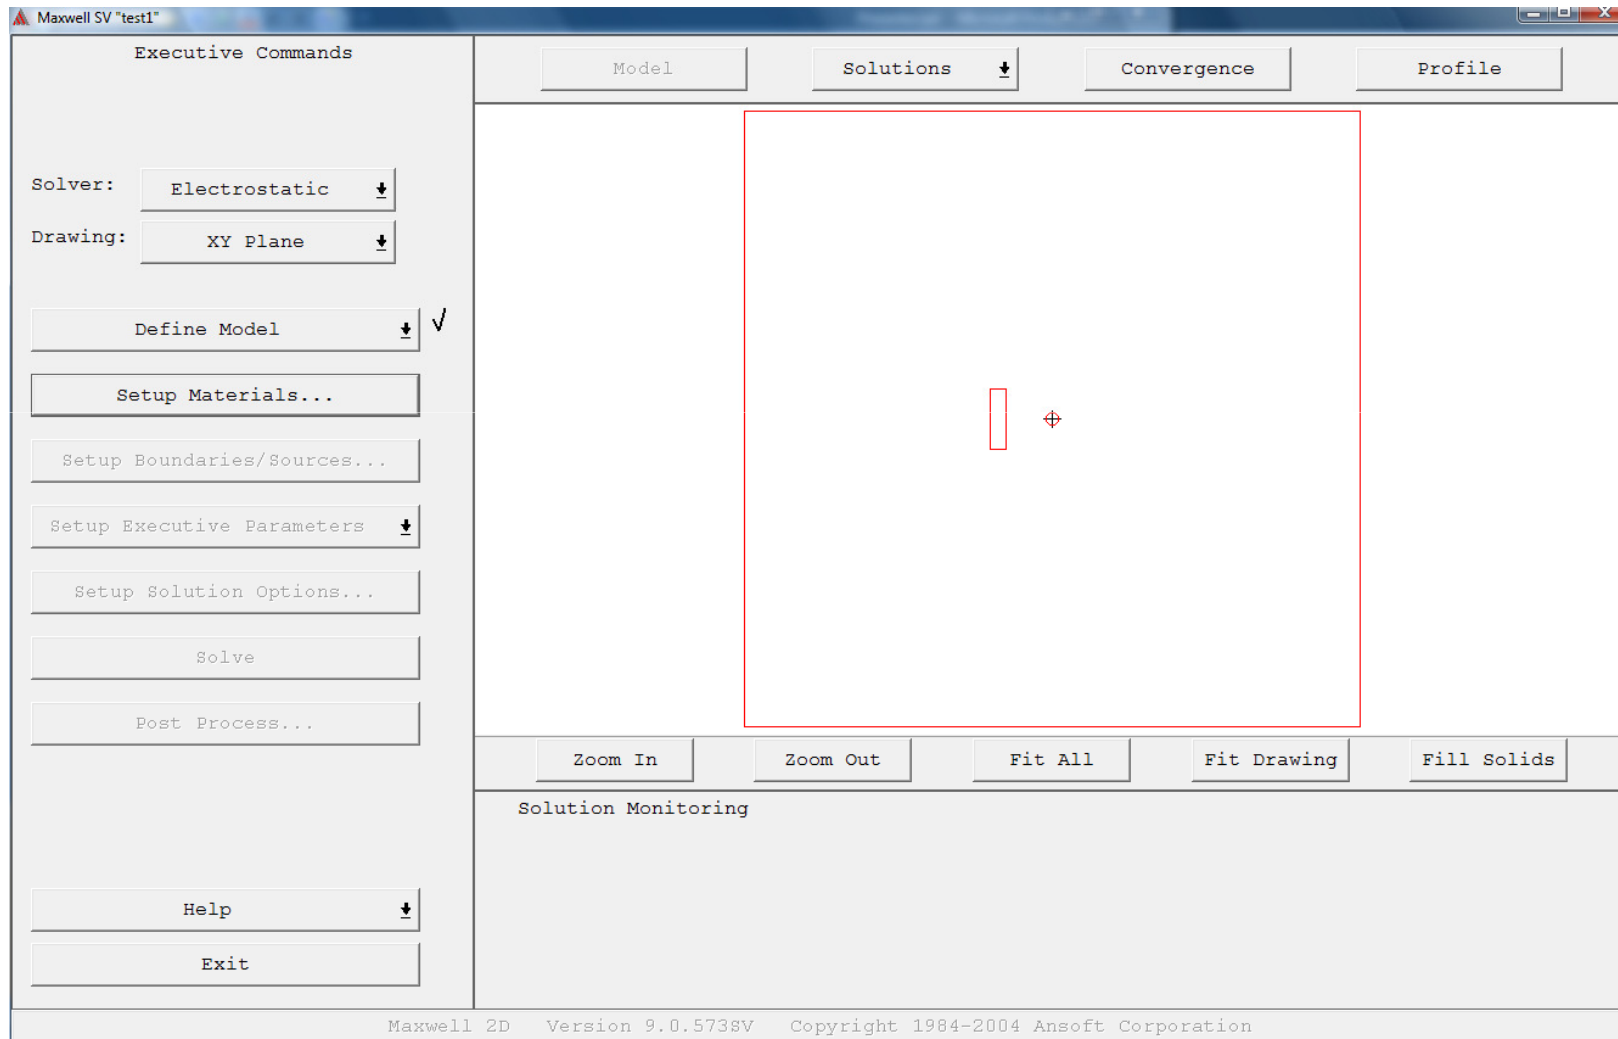 Maxwell SV "test1"
Executive Commands
Model
Solutions
Convergence
Profile
Solver:
Electrostatic
Drawing:
XY Plane
Define Model
Setup Materials...
Setup Boundaries/Sources...
Setup Executive Parameters
Setup Solution Options...
Solve
Post Process...
Zoom In
Zoom Out
Fit All
Fit Drawing
Fill Solids
Solution Monitoring
Help
Exit
Maxwell 2D Version 9.0.573SV Copyright 1984-2004 Ansoft Corporation